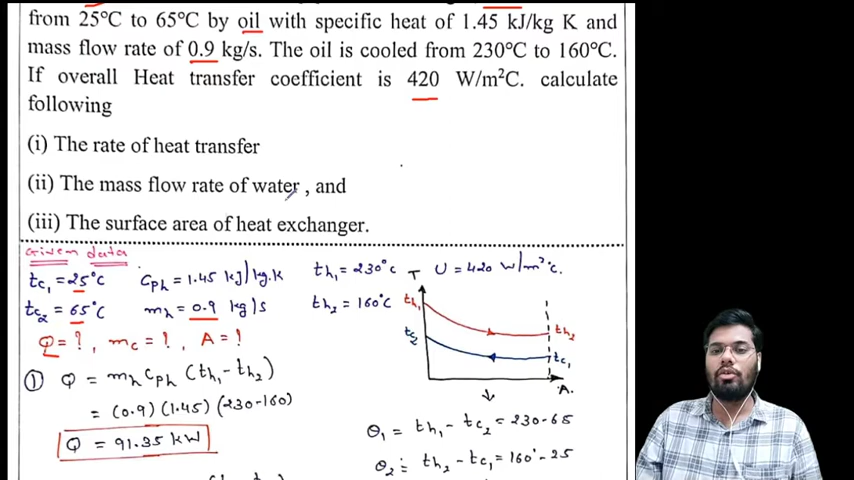 from 25°C to 65°C by oil with specific heat of 1.45 kJ/kg K and
mass flow rate of 0.9 kg/s. The oil is cooled from 230°C to 160°C.
If overall Heat transfer coefficient is 420 W/m²C. calculate
following
(i) The rate of heat transfer
(ii) The mass flow rate of water , and
(iii) The surface area of heat exchanger.
Given data
tc₁ = 25°C Cph = 1.45 kJ/kg.K th₁ = 230°C
tc₂ = 65°C mh = 0.9 kg/s th₂ = 160°C
Q = ? , mc = ? , A = ?
① Q = mh Cph (th₁ - th₂)
= (0.9) (1.45) (230-160)
Q = 91.35 kW
T U = 420 W/m²°C.
th₁
tc₂
th₂
tc₁
A.
θ₁ = th₁ - tc₂ = 230-65
θ₂ = th₂ - tc₁ = 160°-25